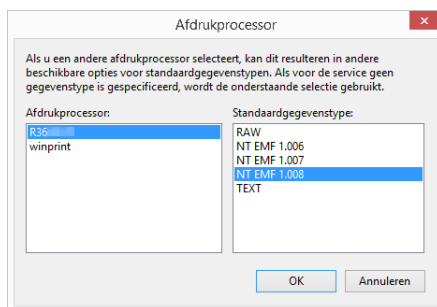 Afdrukprocessor
Als u een andere afdrukprocessor selecteert, kan dit resulteren in andere
beschikbare opties voor standaardgegevenstypen. Als voor de service geen
gegevenstype is gespecificeerd, wordt de onderstaande selectie gebruikt.
Afdrukprocessor:
Standaardgegevenstype:
R36
winprint
RAW
NT EMF 1.006
NT EMF 1.007
NT EMF 1.008
TEXT
OK
Annuleren